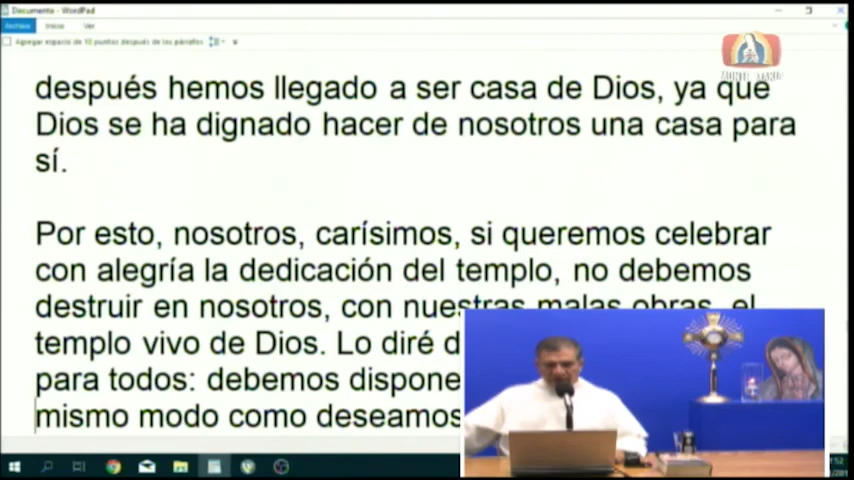 Documento - WordPad
Archivo Inicio Ver
Agregar espacio de 10 puntos después de los párrafos
después hemos llegado a ser casa de Dios, ya que
Dios se ha dignado hacer de nosotros una casa para
sí.
Por esto, nosotros, carísimos, si queremos celebrar
con alegría la dedicación del templo, no debemos
destruir en nosotros, con nuestras malas obras, el
templo vivo de Dios. Lo diré d
para todos: debemos dispone
mismo modo como deseamos